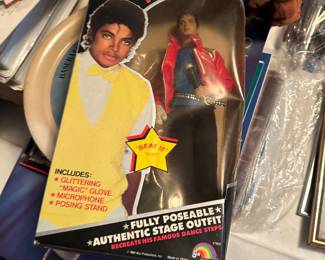 "BEAT IT"
INCLUDES:
★ GLITTERING
"MAGIC" GLOVE
★ MICROPHONE
★ POSING STAND
★ FULLY POSEABLE ★
AUTHENTIC STAGE OUTFIT
RECREATE HIS FAMOUS DANCE STEPS